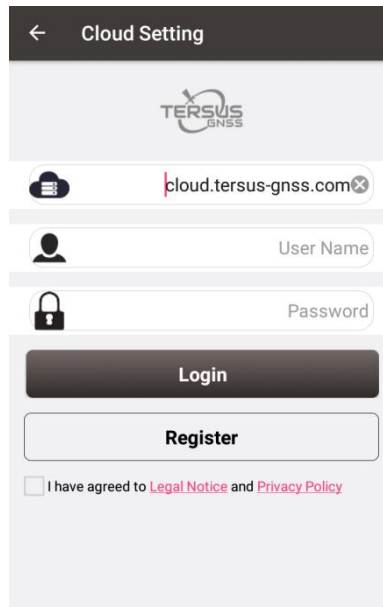 Cloud Setting
TERSUS
GNSS
cloud.tersus-gnss.com
User Name
Password
Login
Register
I have agreed to Legal Notice and Privacy Policy